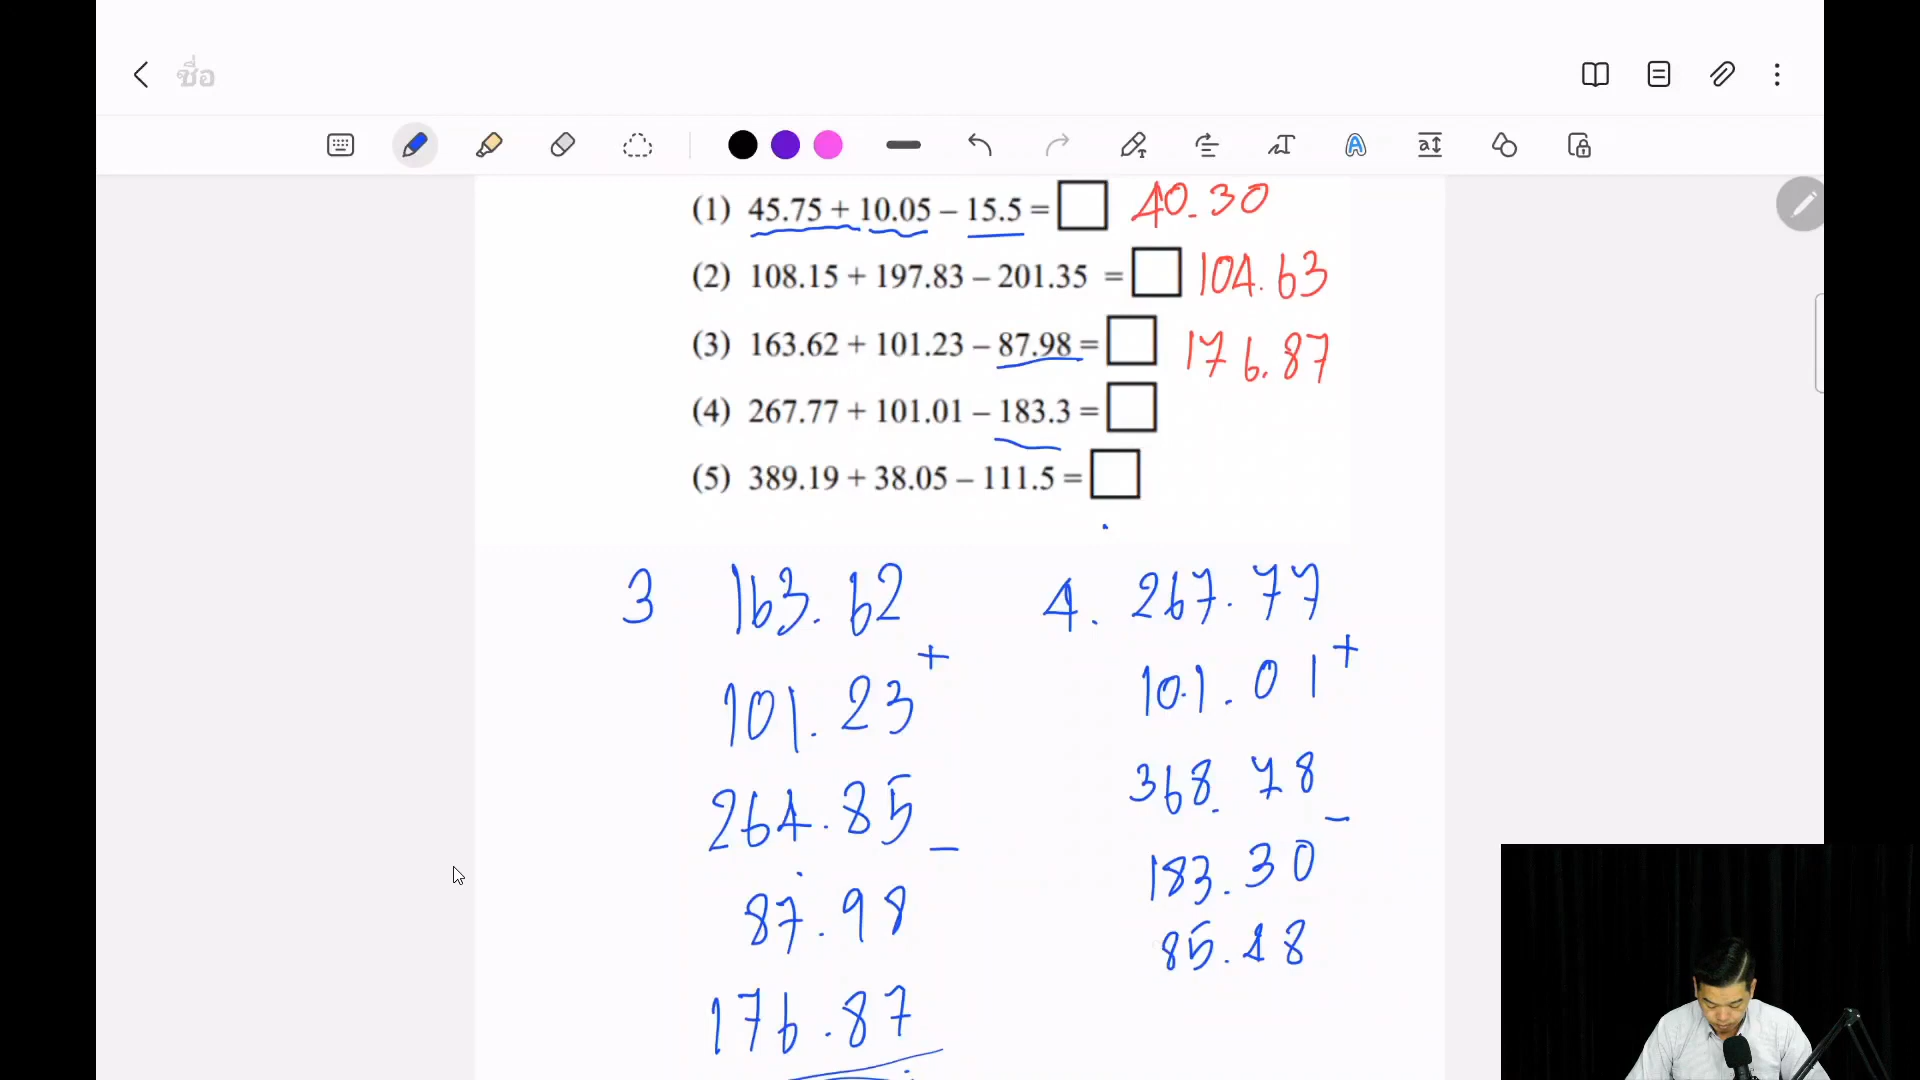 ชื่อ
(1) 45.75 + 10.05 – 15.5 = 40.30
(2) 108.15 + 197.83 – 201.35 = 104.63
(3) 163.62 + 101.23 – 87.98 = 176.87
(4) 267.77 + 101.01 – 183.3 =
(5) 389.19 + 38.05 – 111.5 =
3 163.62
+
101.23
264.85
–
87.98
176.87
4. 267.77
+
101.01
368.78
–
183.30
85.48